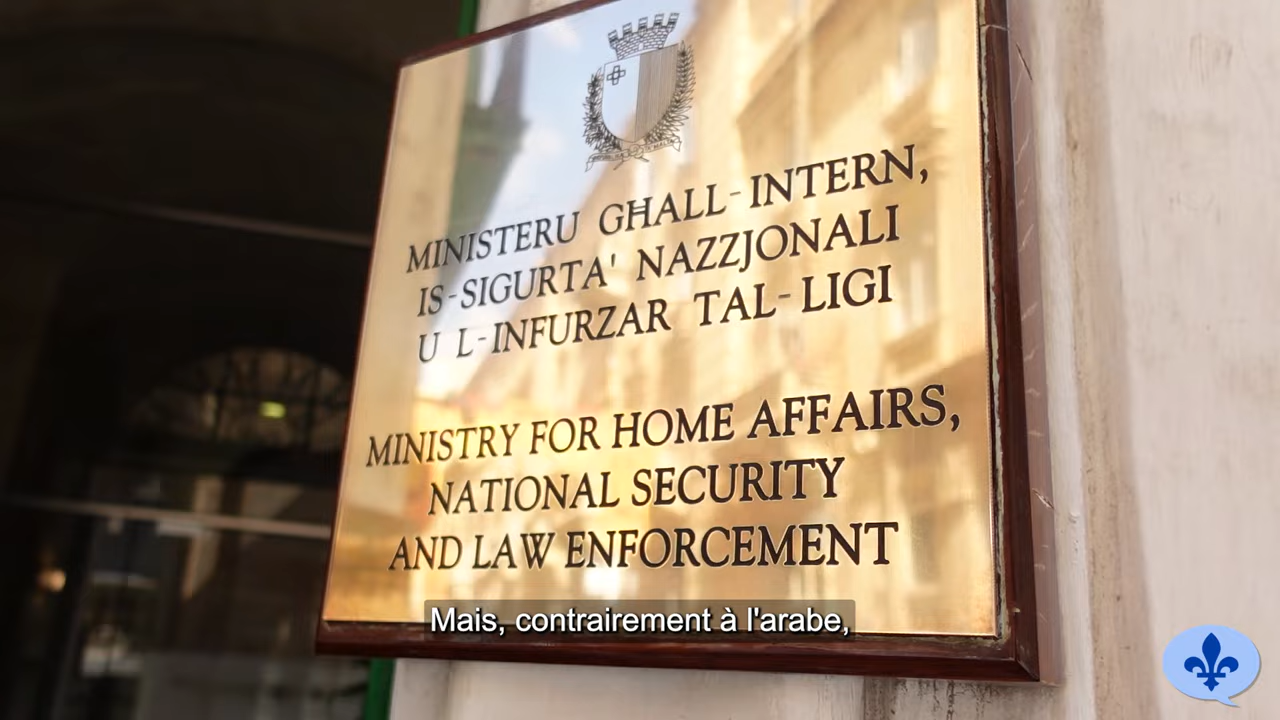 MINISTERU GĦALL-INTERN,
IS-SIGURTA' NAZZJONALI
U L-INFURZAR TAL-LIGI
MINISTRY FOR HOME AFFAIRS,
NATIONAL SECURITY
AND LAW ENFORCEMENT
Mais, contrairement à l'arabe,